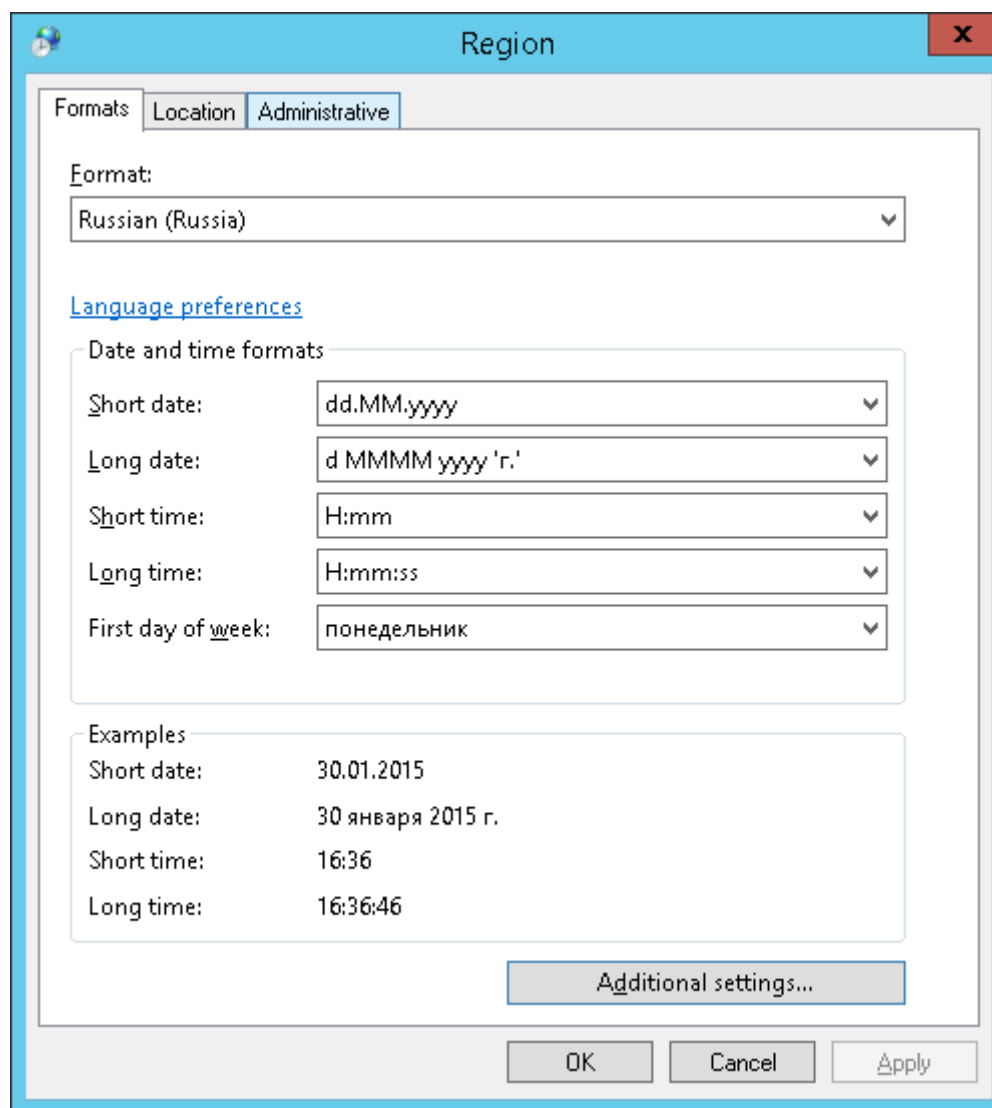 Region
x
Formats Location Administrative
Format:
Russian (Russia)
Language preferences
Date and time formats
Short date: dd.MM.yyyy
Long date: d MMMM yyyy 'г.'
Short time: H:mm
Long time: H:mm:ss
First day of week: понедельник
Examples
Short date: 30.01.2015
Long date: 30 января 2015 г.
Short time: 16:36
Long time: 16:36:46
Additional settings...
OK Cancel Apply